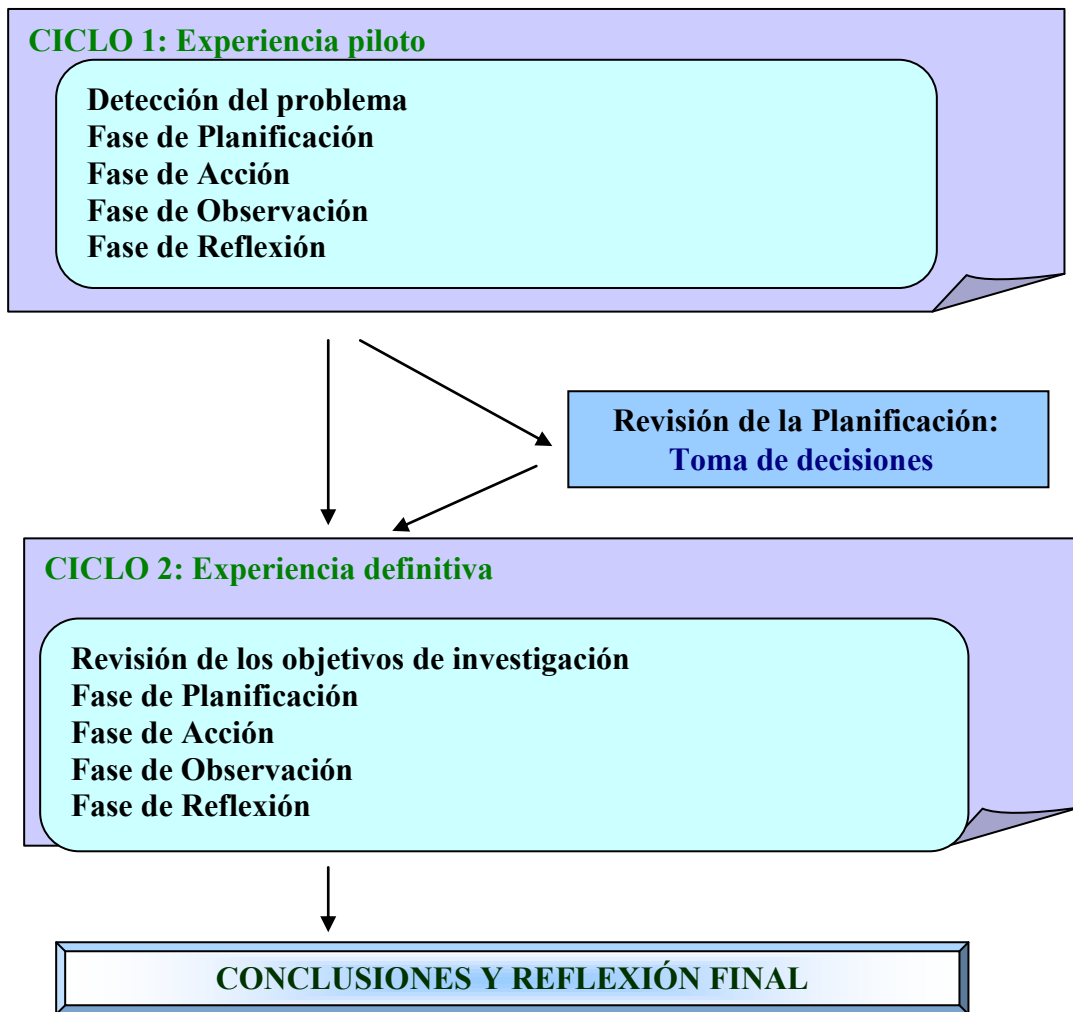 CICLO 1: Experiencia piloto
Detección del problema
Fase de Planificación
Fase de Acción
Fase de Observación
Fase de Reflexión
Revisión de la Planificación:
Toma de decisiones
CICLO 2: Experiencia definitiva
Revisión de los objetivos de investigación
Fase de Planificación
Fase de Acción
Fase de Observación
Fase de Reflexión
CONCLUSIONES Y REFLEXIÓN FINAL